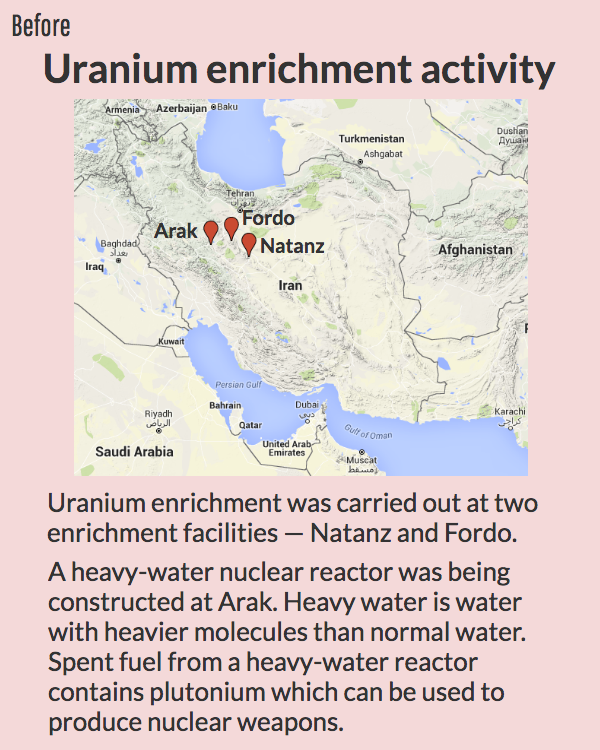 Before
Uranium enrichment activity
Armenia
Azerbaijan
Baku
Turkmenistan
Ashgabat
Dushan
Душан
Tehran
تهران
Fordo
Arak
Natanz
Baghdad
بغداد
Iraq
Iran
Afghanistan
Kuwait
Persian Gulf
Bahrain
Dubai
دبي
Qatar
Riyadh
الرياض
United Arab
Emirates
Gulf of Oman
Karachi
كراچی
Saudi Arabia
Muscat
مسقط
Uranium enrichment was carried out at two
enrichment facilities — Natanz and Fordo.
A heavy-water nuclear reactor was being
constructed at Arak. Heavy water is water
with heavier molecules than normal water.
Spent fuel from a heavy-water reactor
contains plutonium which can be used to
produce nuclear weapons.